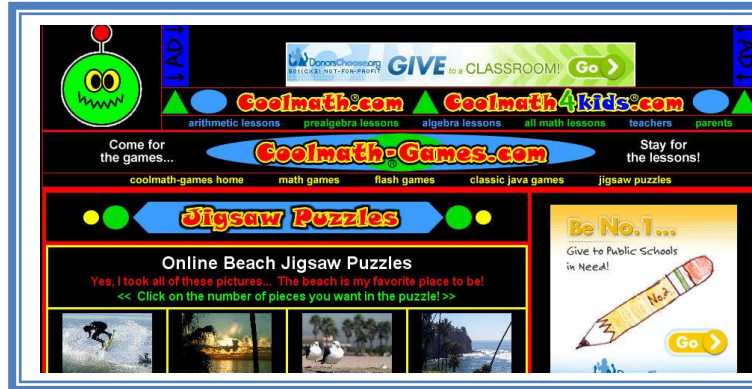 ↓ AD ↓
DonorsChoose.org
501(CX3) NOT-FOR-PROFIT
GIVE to a CLASSROOM! Go
Coolmath.com Coolmath4kids.com
arithmetic lessons prealgebra lessons algebra lessons all math lessons teachers parents
Come for
the games...
Coolmath-Games.com
Stay for
the lessons!
coolmath-games home math games flash games classic java games jigsaw puzzles
Jigsaw Puzzles
Online Beach Jigsaw Puzzles
Yes, I took all of these pictures... The beach is my favorite place to be!
<< Click on the number of pieces you want in the puzzle! >>
Be No.1...
Give to Public Schools
in Need!
No.2
Go